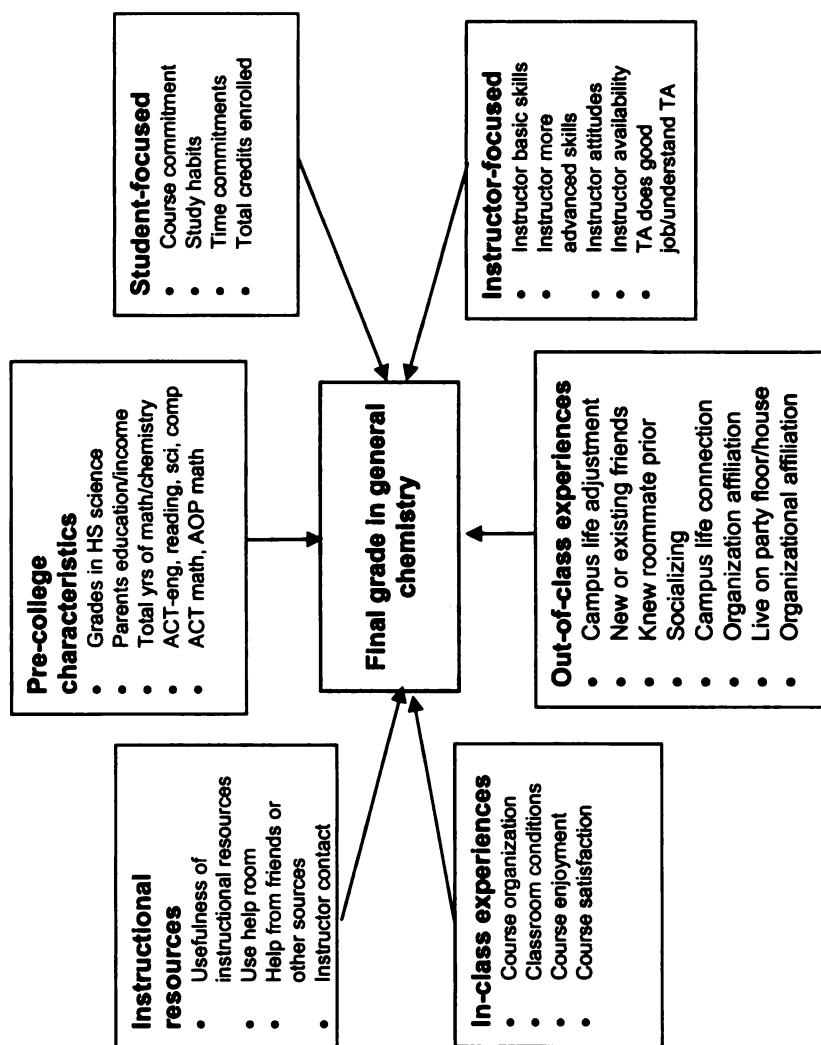 Instructional
resources
• Usefulness of
instructional resources
• Use help room
• Help from friends or
other sources
• Instructor contact
Pre-college
characteristics
• Grades in HS science
• Parents education/income
• Total yrs of math/chemistry
• ACT-eng, reading, sci, comp
• ACT math, AOP math
Student-focused
• Course commitment
• Study habits
• Time commitments
• Total credits enrolled
Final grade in general
chemistry
In-class experiences
• Course organization
• Classroom conditions
• Course enjoyment
• Course satisfaction
Out-of-class experiences
• Campus life adjustment
• New or existing friends
• Knew roommate prior
• Socializing
• Campus life connection
• Organization affiliation
• Live on party floor/house
• Organizational affiliation
Instructor-focused
• Instructor basic skills
• Instructor more
advanced skills
• Instructor attitudes
• Instructor availability
• TA does good
job/understand TA